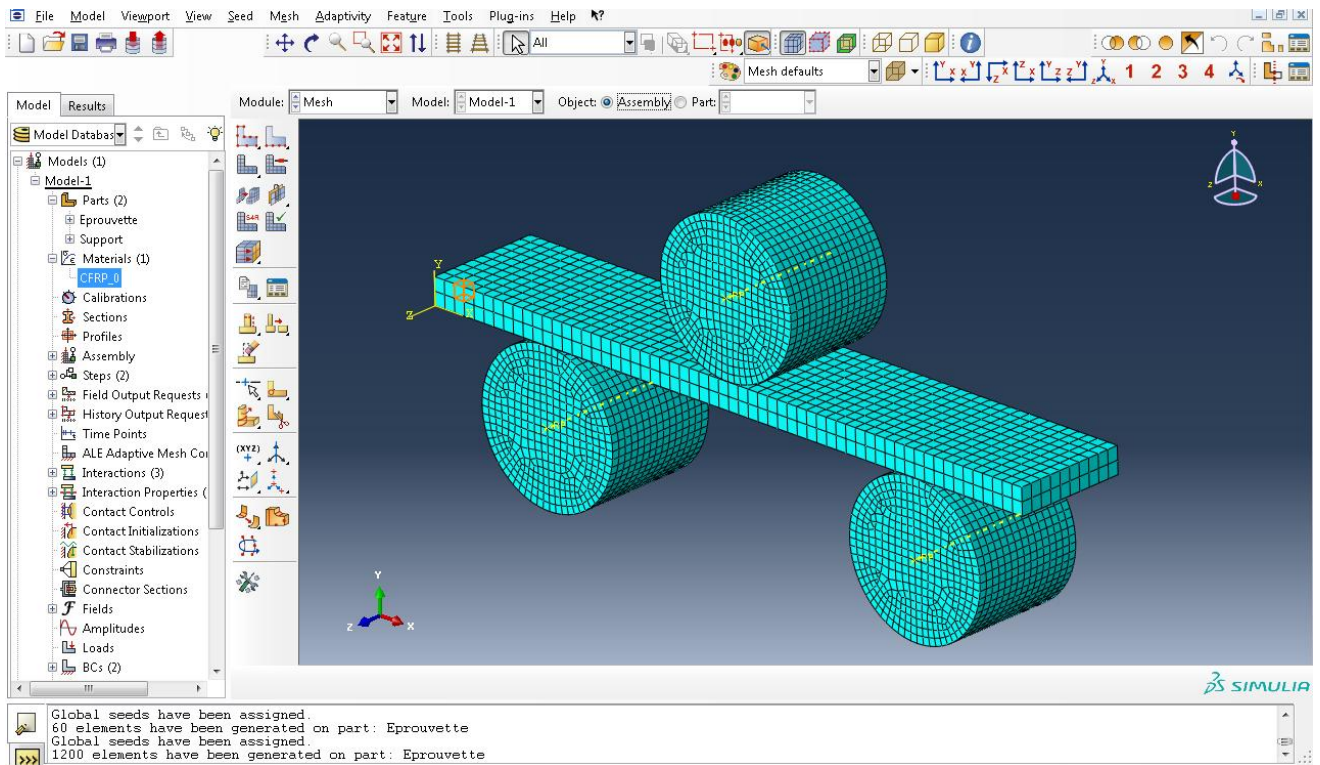 File Model Viewport View Seed Mesh Adaptivity Feature Tools Plug-ins Help
All
Mesh defaults
1 2 3 4
Model Results
Module: Mesh Model: Model-1 Object: Assembly Part:
Model Databas
Models (1)
Model-1
Parts (2)
Eprouvette
Support
Materials (1)
CFRP_0
Calibrations
Sections
Profiles
Assembly
Steps (2)
Field Output Requests
History Output Request
Time Points
ALE Adaptive Mesh Co
Interactions (3)
Interaction Properties (
Contact Controls
Contact Initializations
Contact Stabilizations
Constraints
Connector Sections
Fields
Amplitudes
Loads
BCs (2)
S4R
(XYZ)
Y
Z
X
Y
Z
X
Y
Z
X
SIMULIA
Global seeds have been assigned.
60 elements have been generated on part: Eprouvette
Global seeds have been assigned.
1200 elements have been generated on part: Eprouvette